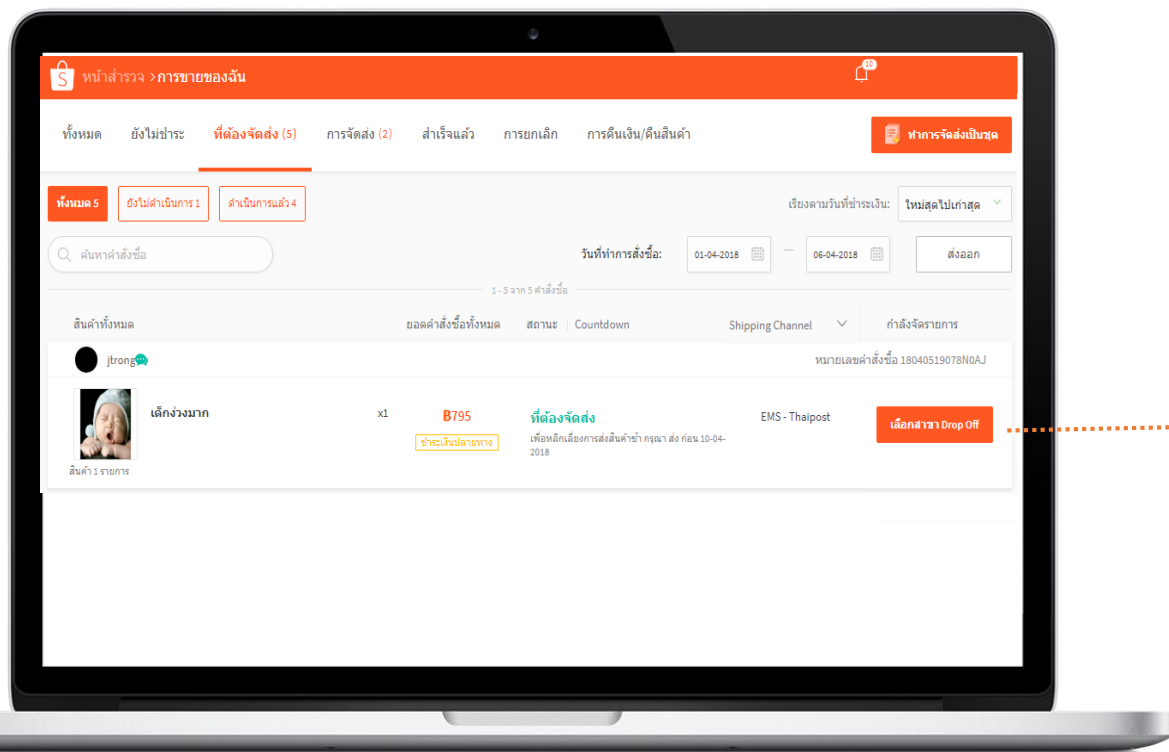 S หน้าสำรวจ >การขายของฉัน 10
ทั้งหมด ยังไม่ชำระ ที่ต้องจัดส่ง (5) การจัดส่ง (2) สำเร็จแล้ว การยกเลิก การคืนเงิน/คืนสินค้า ทำการจัดส่งเป็นชุด
ทั้งหมด 5 ยังไม่ดำเนินการ 1 ดำเนินการแล้ว 4 เรียงตามวันที่ชำระเงิน: ใหม่สุดไปเก่าสุด
ค้นหาคำสั่งซื้อ วันที่ทำการสั่งซื้อ: 01-04-2018 — 06-04-2018 ส่งออก
1 - 5 จาก 5 คำสั่งซื้อ
สินค้าทั้งหมด ยอดคำสั่งซื้อทั้งหมด สถานะ Countdown Shipping Channel กำลังจัดรายการ
jtrong หมายเลขคำสั่งซื้อ 18040519078N0AJ
เด็กง่วงมาก x1 ฿795 ที่ต้องจัดส่ง EMS - Thaipost เลือกสาขา Drop Off
ชำระเงินปลายทาง เพื่อหลีกเลี่ยงการส่งสินค้าช้า กรุณา ส่ง ก่อน 10-04-
2018
สินค้า 1 รายการ